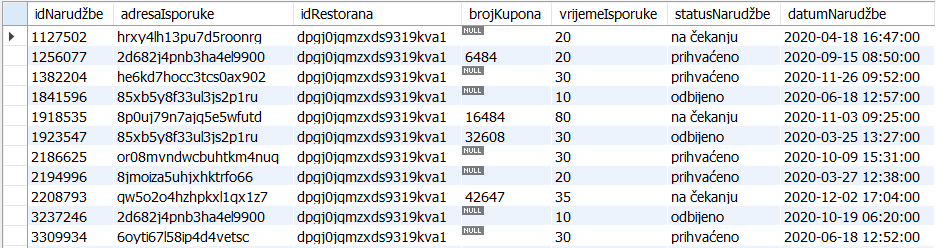 idNarudžbe adresaIsporuke idRestorana brojKupona vrijemeIsporuke statusNarudžbe datumNarudžbe
1127502 hrxy4lh13pu7d5roonrg dpgj0jqmzxds9319kva1 NULL 20 na čekanju 2020-04-18 16:47:00
1256077 2d682j4pnb3ha4el9900 dpgj0jqmzxds9319kva1 6484 20 prihvaćeno 2020-09-15 08:50:00
1382204 he6kd7hocc3tcs0ax902 dpgj0jqmzxds9319kva1 NULL 30 prihvaćeno 2020-11-26 09:52:00
1841596 85xb5y8f33ul3js2p1ru dpgj0jqmzxds9319kva1 NULL 10 odbijeno 2020-06-18 12:57:00
1918535 8p0uj79n7ajq5e5wfutd dpgj0jqmzxds9319kva1 16484 80 na čekanju 2020-11-03 09:25:00
1923547 85xb5y8f33ul3js2p1ru dpgj0jqmzxds9319kva1 32608 30 odbijeno 2020-03-25 13:27:00
2186625 or08mvndwcbuhtkm4nuq dpgj0jqmzxds9319kva1 NULL 30 prihvaćeno 2020-10-09 15:31:00
2194996 8jmoiza5uhjxhktrfo66 dpgj0jqmzxds9319kva1 NULL 20 prihvaćeno 2020-03-27 12:38:00
2208793 qw5o2o4hzhpkxl1qx1z7 dpgj0jqmzxds9319kva1 42647 35 na čekanju 2020-12-02 17:04:00
3237246 2d682j4pnb3ha4el9900 dpgj0jqmzxds9319kva1 NULL 10 odbijeno 2020-10-19 06:20:00
3309934 6oyti67l58ip4d4vetsc dpgj0jqmzxds9319kva1 NULL 30 prihvaćeno 2020-06-18 12:52:00